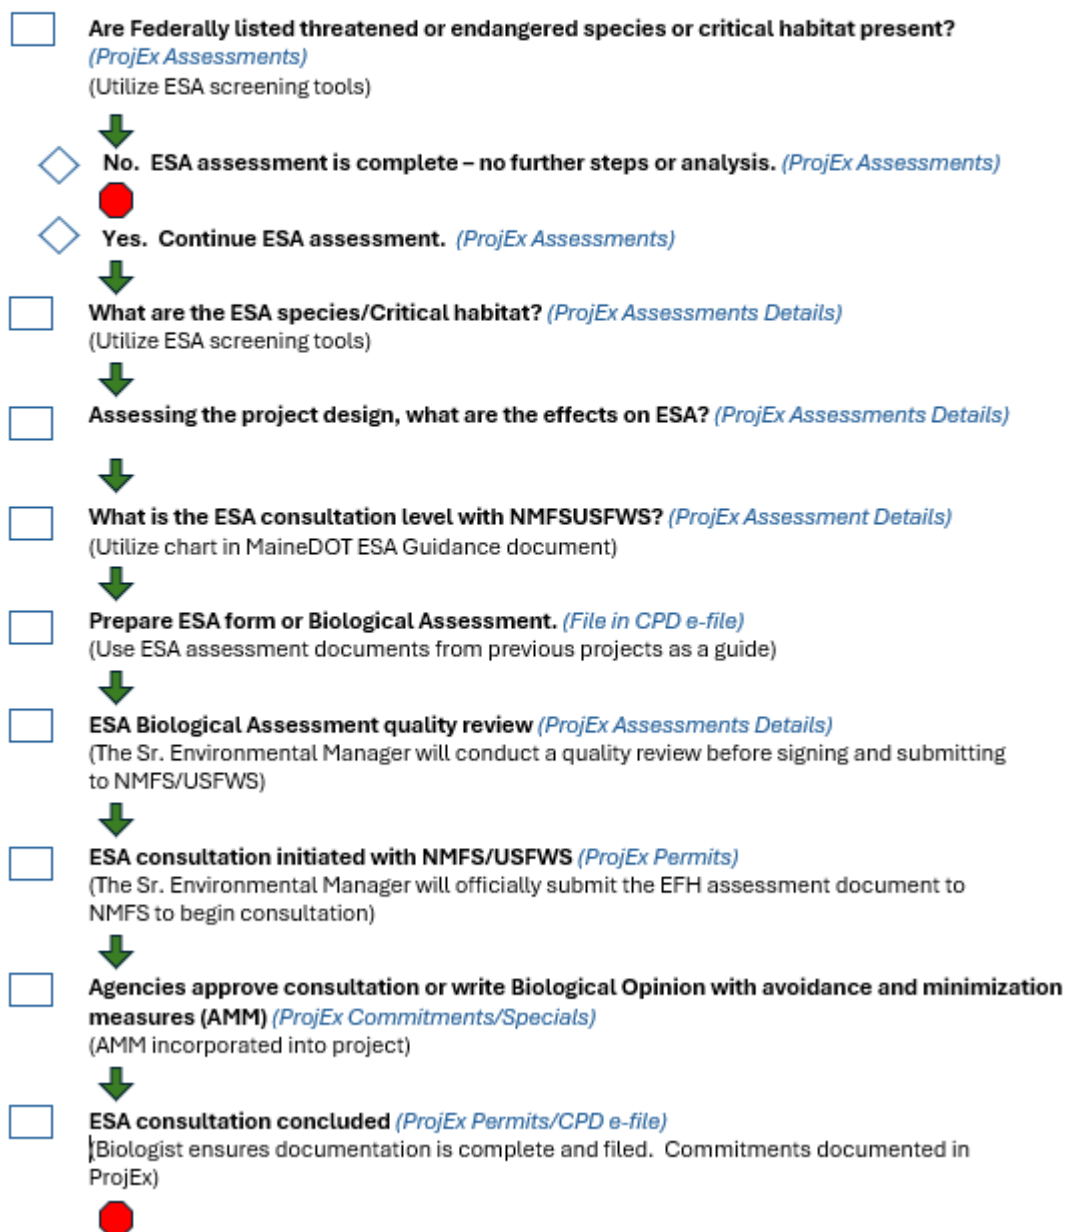 Are Federally listed threatened or endangered species or critical habitat present?
(ProjEx Assessments)
(Utilize ESA screening tools)
No.  ESA assessment is complete – no further steps or analysis. (ProjEx Assessments)
Yes.  Continue ESA assessment.  (ProjEx Assessments)
What are the ESA species/Critical habitat? (ProjEx Assessments Details)
(Utilize ESA screening tools)
Assessing the project design, what are the effects on ESA? (ProjEx Assessments Details)
What is the ESA consultation level with NMFSUSFWS? (ProjEx Assessment Details)
(Utilize chart in MaineDOT ESA Guidance document)
Prepare ESA form or Biological Assessment. (File in CPD e-file)
(Use ESA assessment documents from previous projects as a guide)
ESA Biological Assessment quality review (ProjEx Assessments Details)
(The Sr. Environmental Manager will conduct a quality review before signing and submitting
to NMFS/USFWS)
ESA consultation initiated with NMFS/USFWS (ProjEx Permits)
(The Sr. Environmental Manager will officially submit the EFH assessment document to
NMFS to begin consultation)
Agencies approve consultation or write Biological Opinion with avoidance and minimization
measures (AMM) (ProjEx Commitments/Specials)
(AMM incorporated into project)
ESA consultation concluded (ProjEx Permits/CPD e-file)
(Biologist ensures documentation is complete and filed.  Commitments documented in
ProjEx)